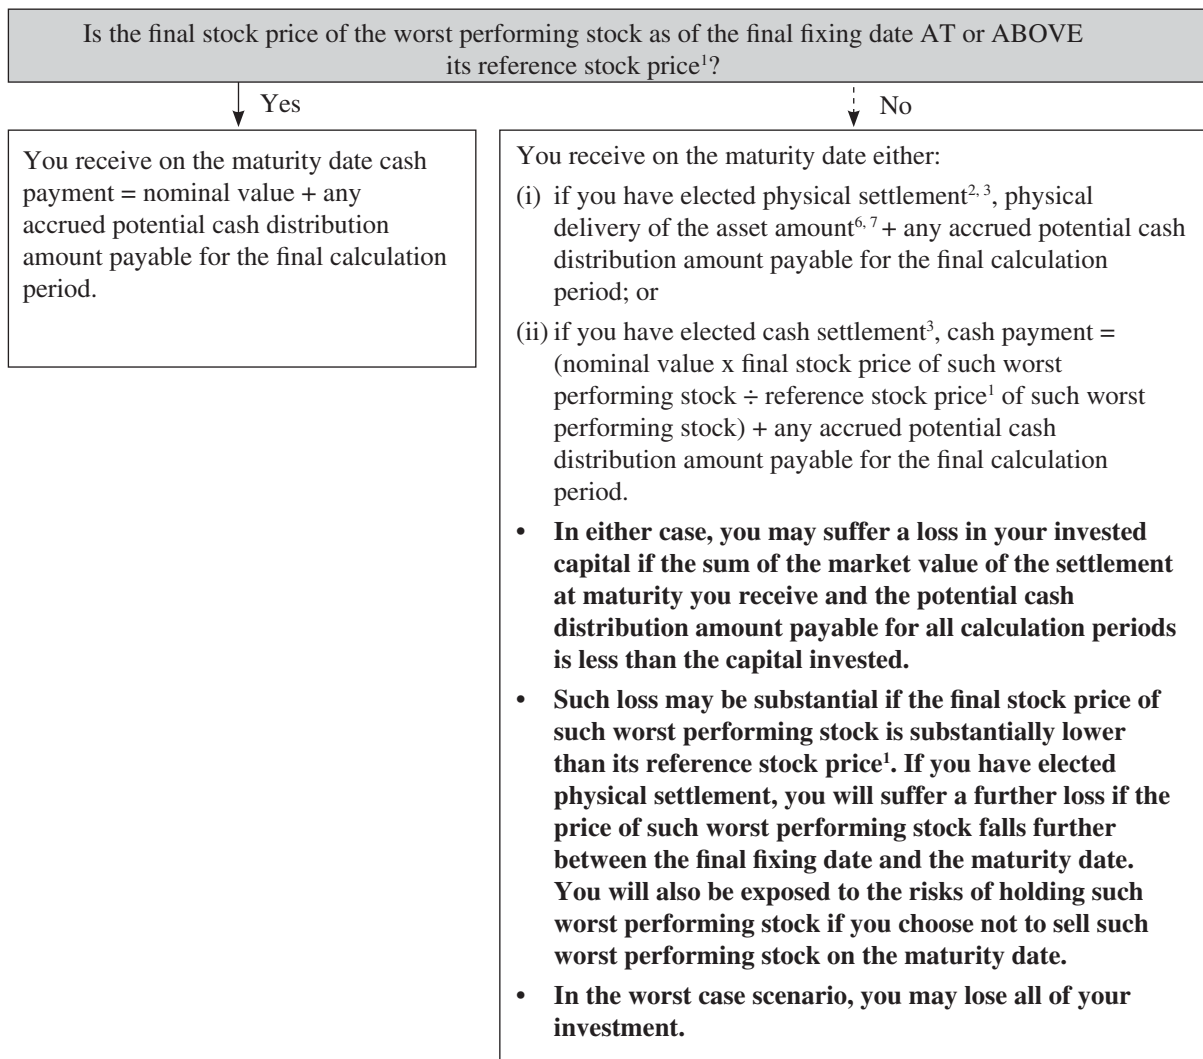 Is the final stock price of the worst performing stock as of the final fixing date AT or ABOVE
its reference stock price¹?
Yes
No
You receive on the maturity date cash
payment = nominal value + any
accrued potential cash distribution
amount payable for the final calculation
period.
You receive on the maturity date either:
(i) if you have elected physical settlement²,³, physical
delivery of the asset amount⁶,⁷ + any accrued potential cash
distribution amount payable for the final calculation
period; or
(ii) if you have elected cash settlement³, cash payment =
(nominal value x final stock price of such worst
performing stock ÷ reference stock price¹ of such worst
performing stock) + any accrued potential cash
distribution amount payable for the final calculation
period.
• In either case, you may suffer a loss in your invested
capital if the sum of the market value of the settlement
at maturity you receive and the potential cash
distribution amount payable for all calculation periods
is less than the capital invested.
• Such loss may be substantial if the final stock price of
such worst performing stock is substantially lower
than its reference stock price¹. If you have elected
physical settlement, you will suffer a further loss if the
price of such worst performing stock falls further
between the final fixing date and the maturity date.
You will also be exposed to the risks of holding such
worst performing stock if you choose not to sell such
worst performing stock on the maturity date.
• In the worst case scenario, you may lose all of your
investment.